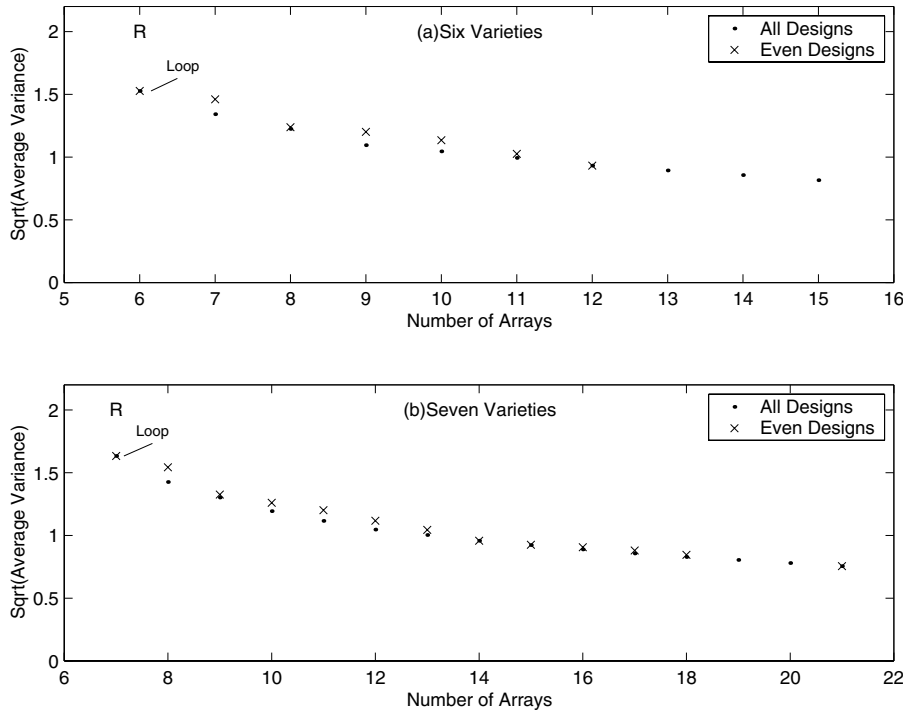 R
(a)Six Varieties
All Designs
Even Designs
Loop
Sqrt(Average Variance)
2
1.5
1
0.5
0
5 6 7 8 9 10 11 12 13 14 15 16
Number of Arrays
R
(b)Seven Varieties
All Designs
Even Designs
Loop
Sqrt(Average Variance)
2
1.5
1
0.5
0
6 8 10 12 14 16 18 20 22
Number of Arrays